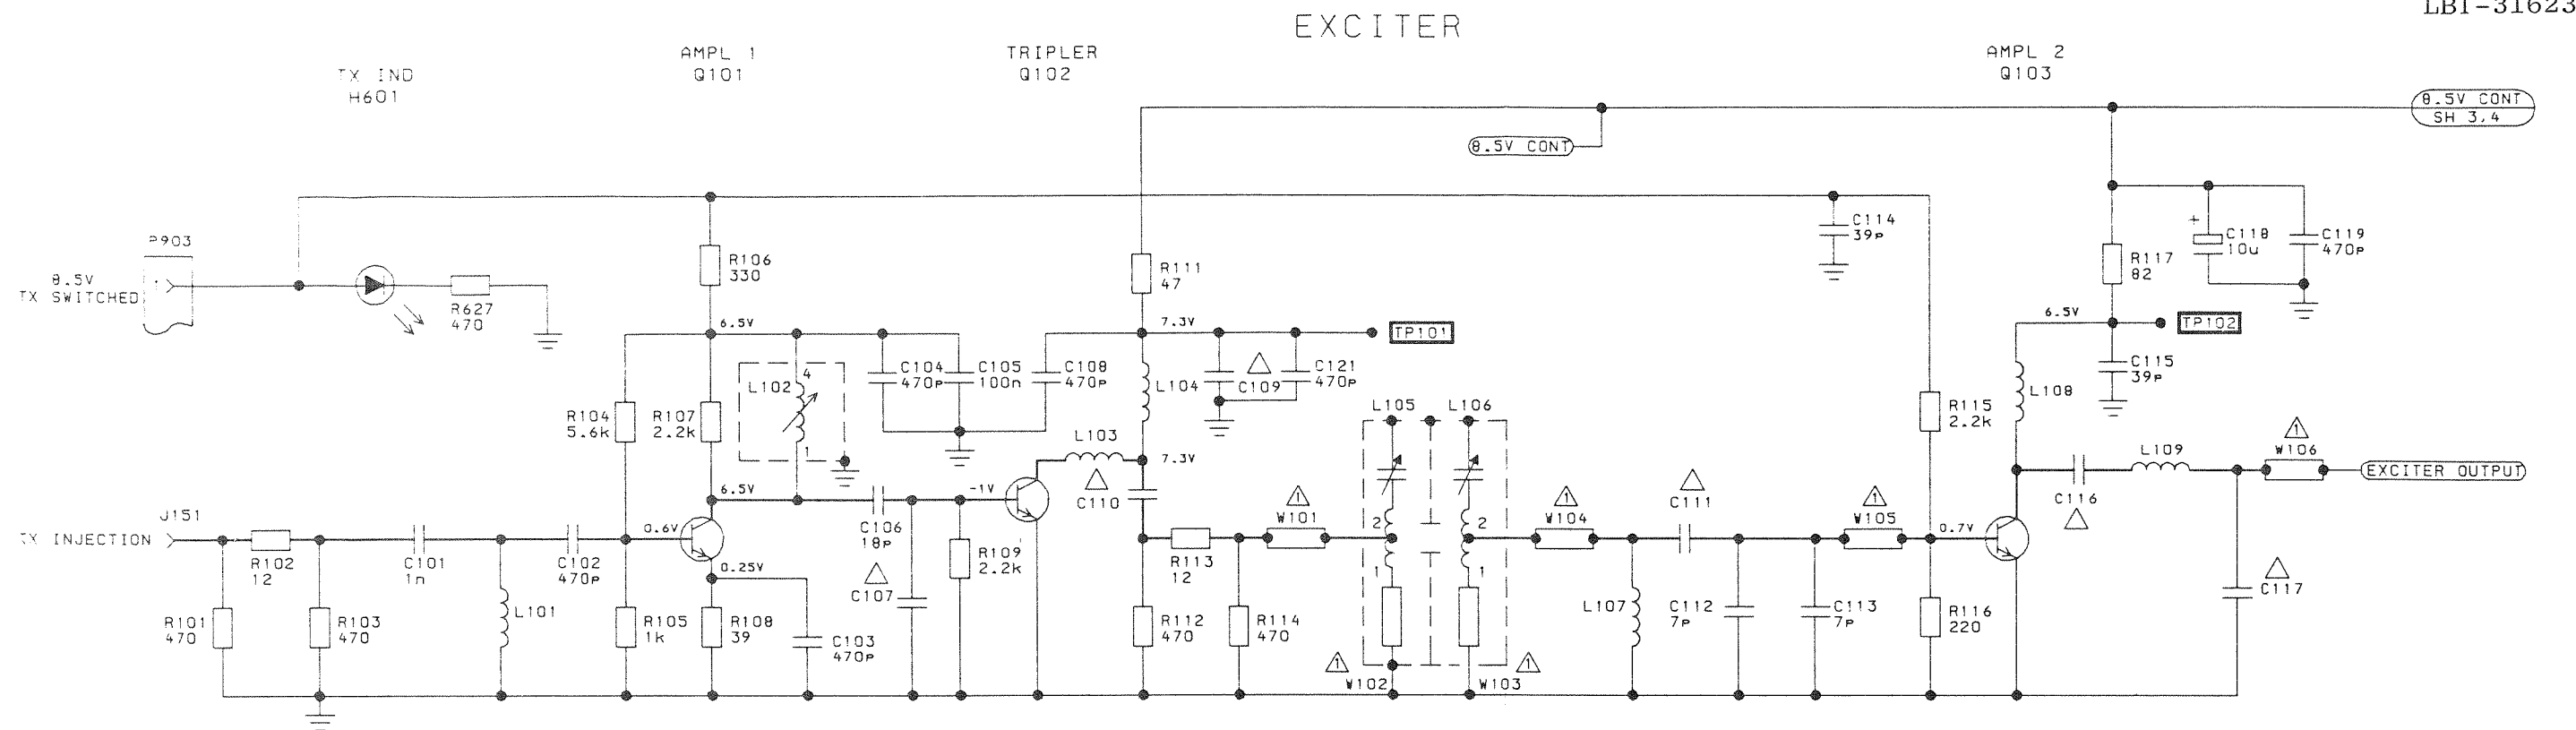 LBI-31623
EXCITER
AMPL 1
Q101
TRIPLER
Q102
AMPL 2
Q103
TX IND
H601
8.5V CONT
SH 3,4
8.5V CONT
P903
8.5V
TX SWITCHED
1
R627
470
R106
330
R111
47
C114
39p
R117
82
+
C118
10u
C119
470p
6.5V
7.3V
TP101
6.5V
TP102
R104
5.6k
R107
2.2k
L102
4
1
C104
470p
C105
100n
C108
470p
L104
C109
C121
470p
C115
39p
L108
L105
L106
R115
2.2k
L103
7.3V
C110
L109
1
W106
EXCITER OUTPUT
C116
6.5V
-1V
C106
18p
J151
TX INJECTION
R102
12
C101
1n
C102
470p
0.6V
0.25V
C107
R109
2.2k
R113
12
1
W101
2
1
2
1
1
W104
C111
1
W105
0.7V
R101
470
R103
470
L101
R105
1k
R108
39
C103
470p
R112
470
R114
470
L107
C112
7p
C113
7p
R116
220
C117
1
W102
1
W103